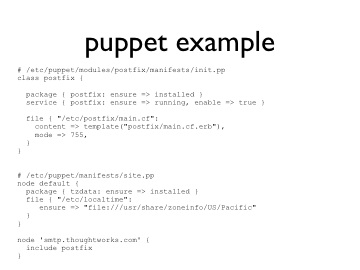 puppet example
# /etc/puppet/modules/postfix/manifests/init.pp
class postfix {
package { postfix: ensure => installed }
service { postfix: ensure => running, enable => true }
file { "/etc/postfix/main.cf":
content => template("postfix/main.cf.erb"),
mode => 755,
}
}
# /etc/puppet/manifests/site.pp
node default {
package { tzdata: ensure => installed }
file { "/etc/localtime":
ensure => "file:///usr/share/zoneinfo/US/Pacific"
}
}
node 'smtp.thoughtworks.com' {
include postfix
}